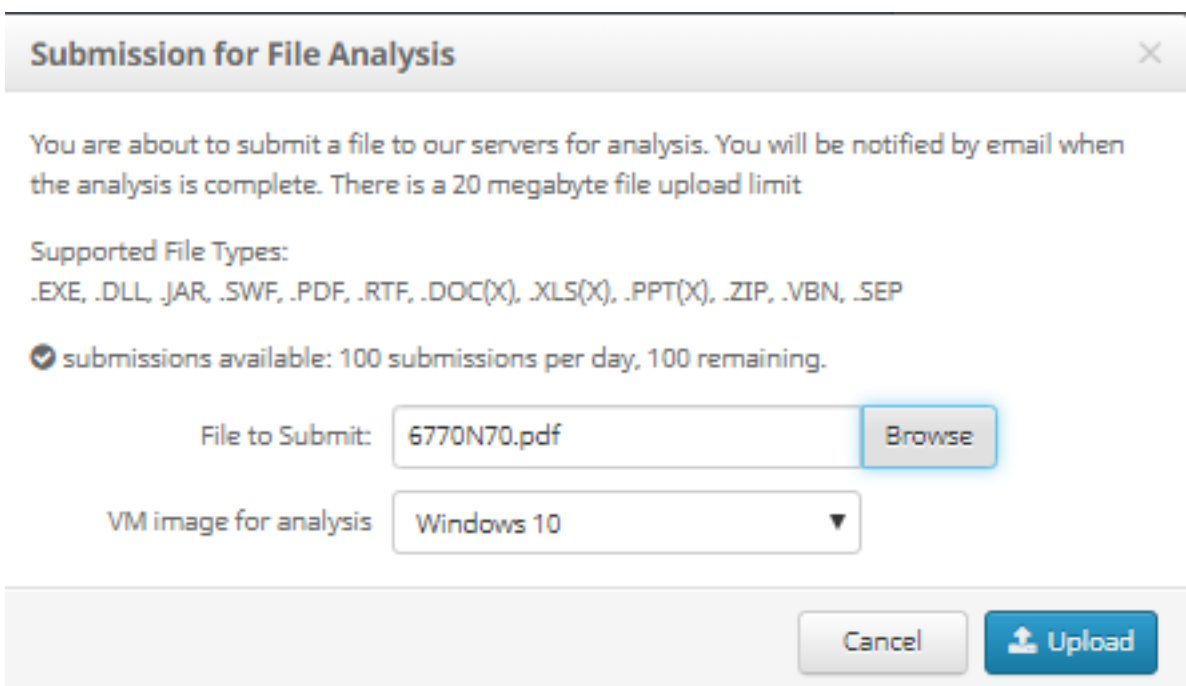 Submission for File Analysis
You are about to submit a file to our servers for analysis. You will be notified by email when
the analysis is complete. There is a 20 megabyte file upload limit
Supported File Types:
.EXE, .DLL, .JAR, .SWF, .PDF, .RTF, .DOC(X), .XLS(X), .PPT(X), .ZIP, .VBN, .SEP
submissions available: 100 submissions per day, 100 remaining.
File to Submit: 6770N70.pdf Browse
VM image for analysis Windows 10
Cancel Upload